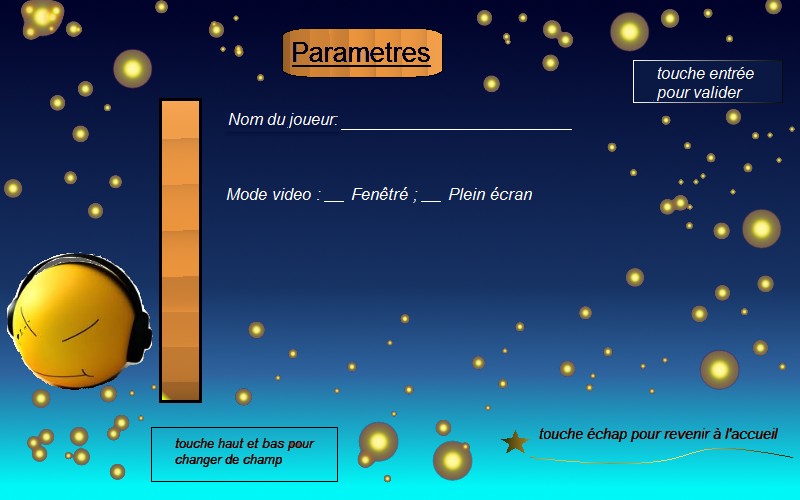 Parametres
touche entrée
pour valider
Nom du joueur: ________________________
Mode video : __ Fenêtré ; __ Plein écran
touche haut et bas pour
changer de champ
touche échap pour revenir à l'accueil